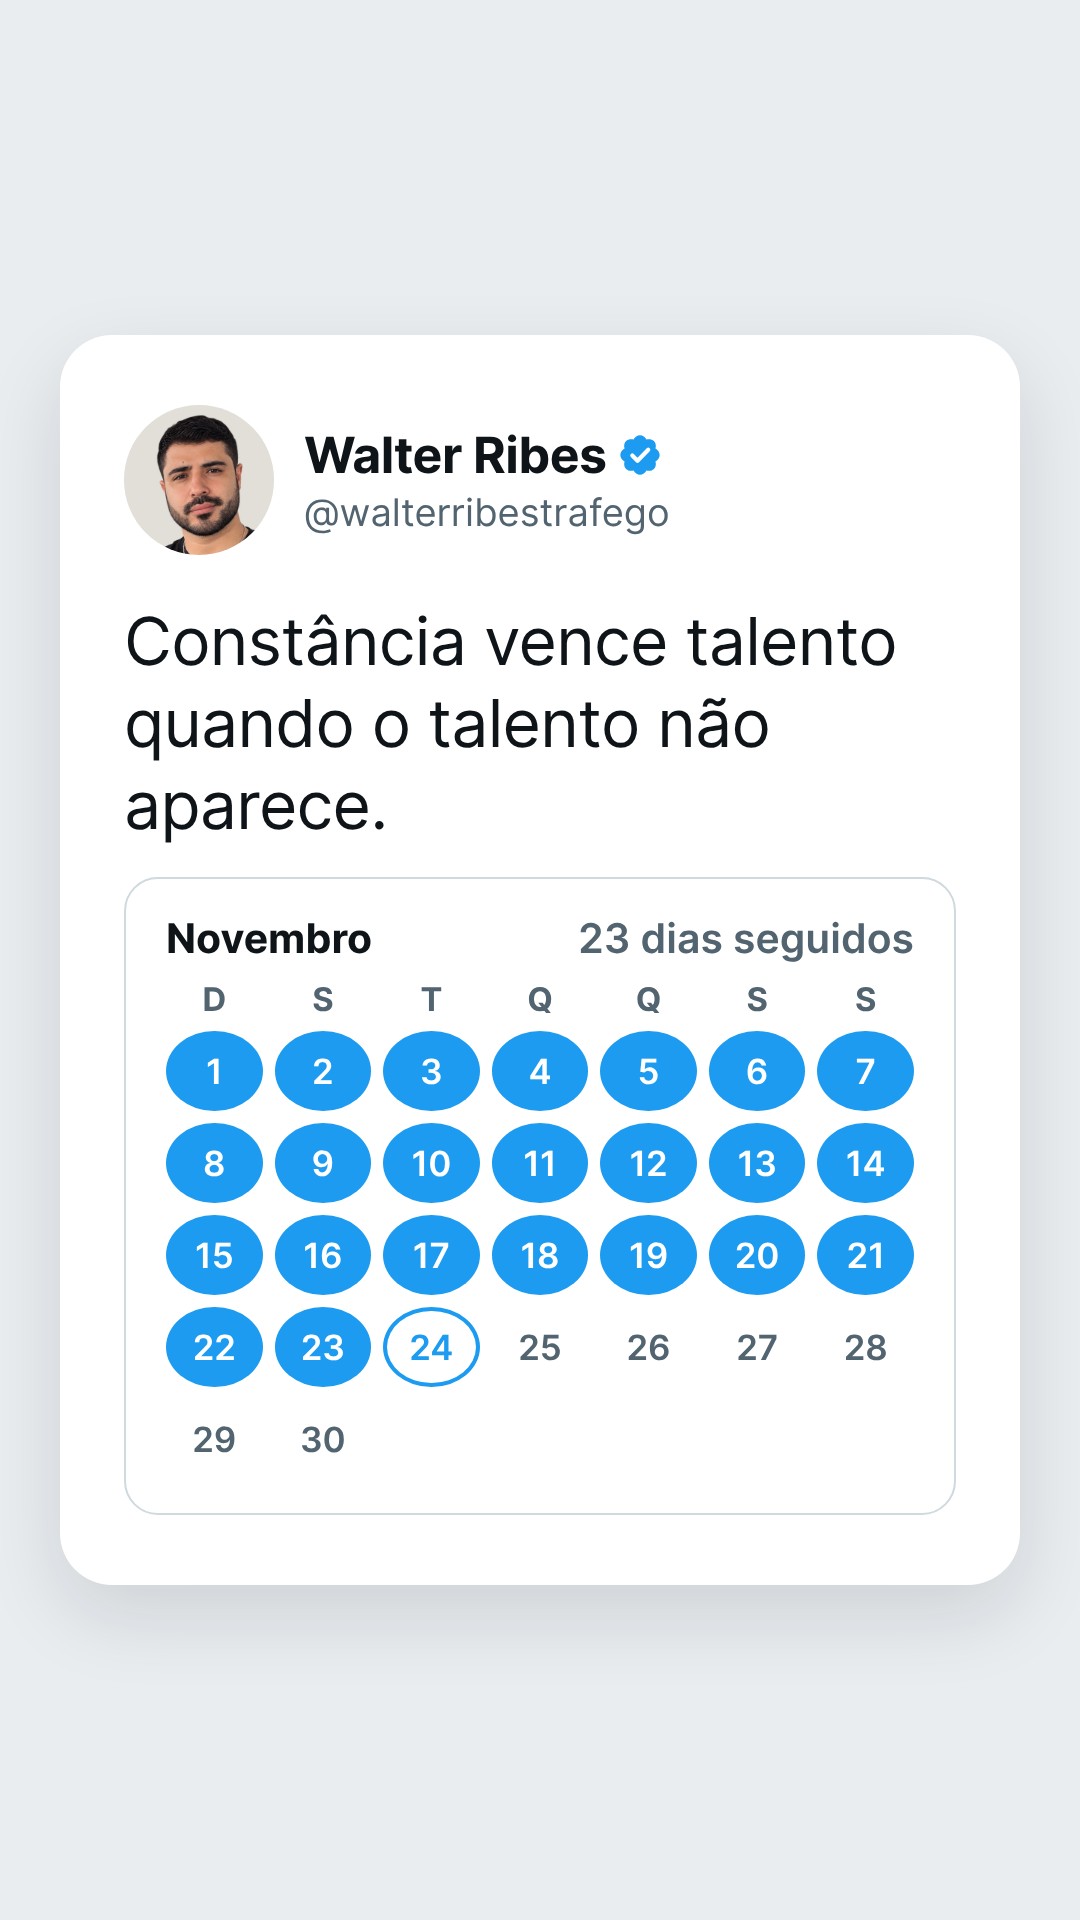 Walter Ribes
@walterribestrafego
Constância vence talento
quando o talento não
aparece.
Novembro 23 dias seguidos
D S T Q Q S S
1 2 3 4 5 6 7
8 9 10 11 12 13 14
15 16 17 18 19 20 21
22 23 24 25 26 27 28
29 30